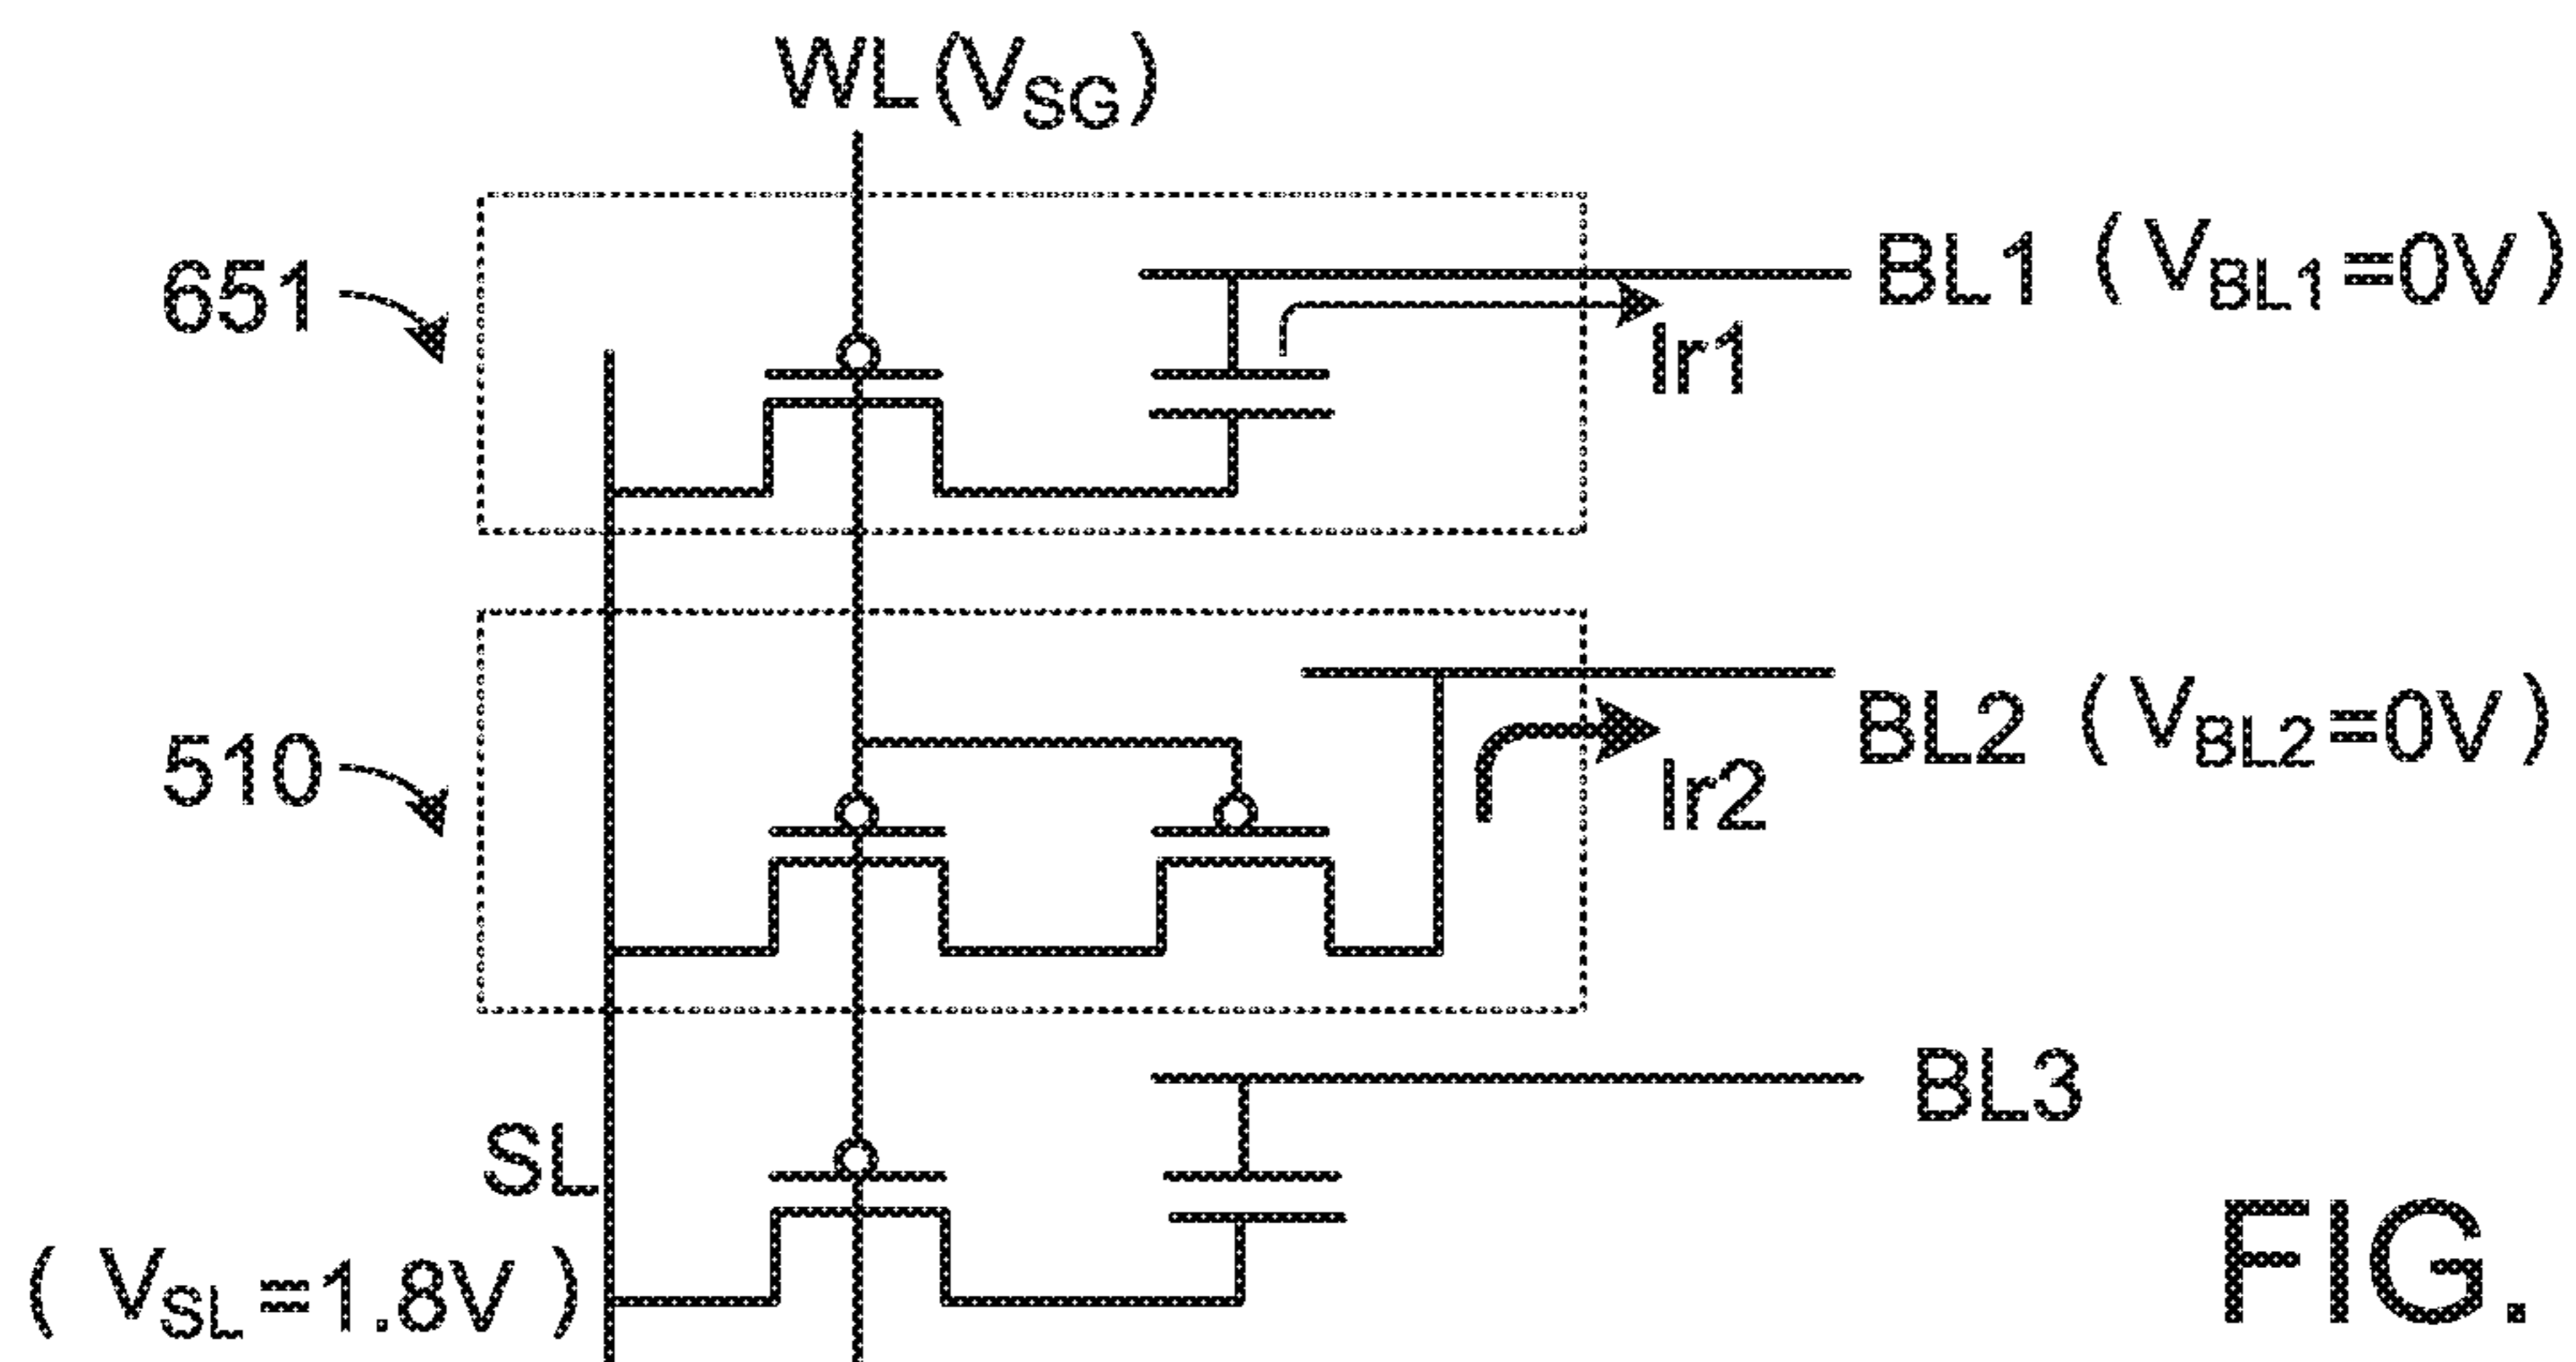 WL(VSG)
651
BL1 (VBL1=0V)
Ir1
510
BL2 (VBL2=0V)
Ir2
BL3
SL
(VSL=1.8V)
FIG.